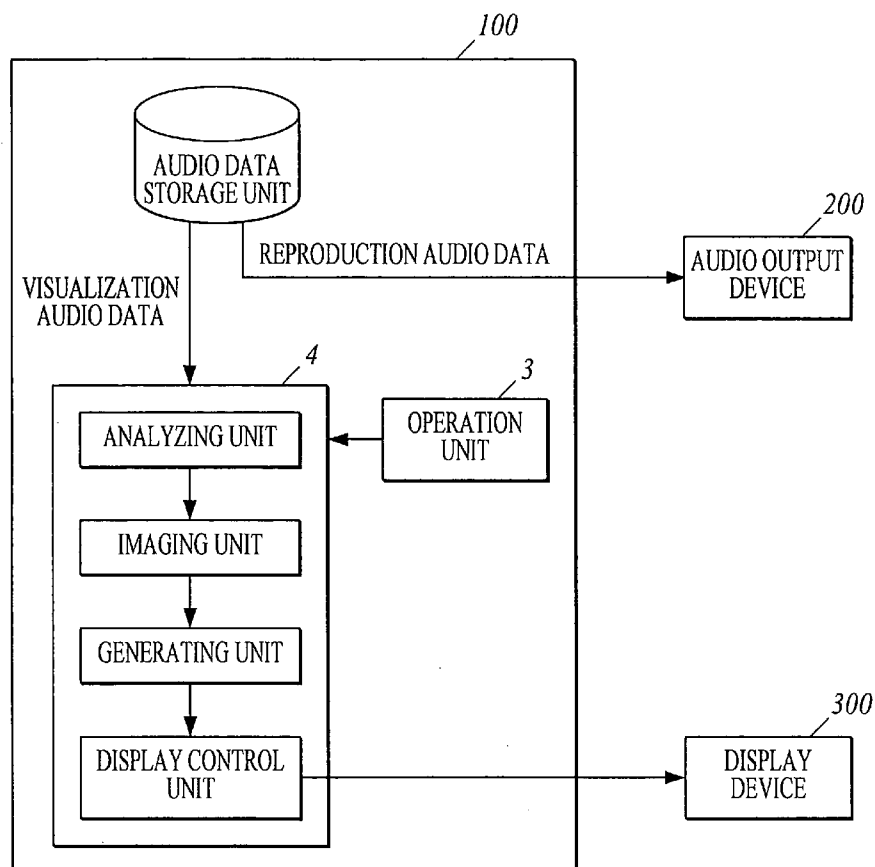 100
AUDIO DATA
STORAGE UNIT
200
REPRODUCTION AUDIO DATA
AUDIO OUTPUT
DEVICE
VISUALIZATION
AUDIO DATA
4
3
ANALYZING UNIT
OPERATION
UNIT
IMAGING UNIT
GENERATING UNIT
300
DISPLAY CONTROL
UNIT
DISPLAY
DEVICE